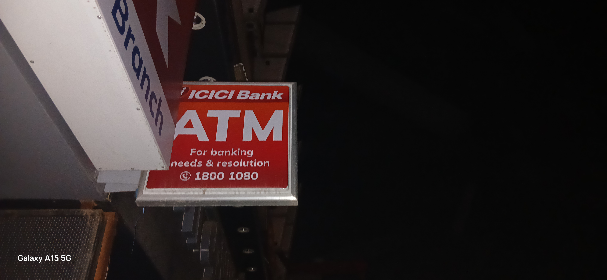 Branch
ICICI Bank
ATM
For banking
needs & resolution
1800 1080
Galaxy A15 5G